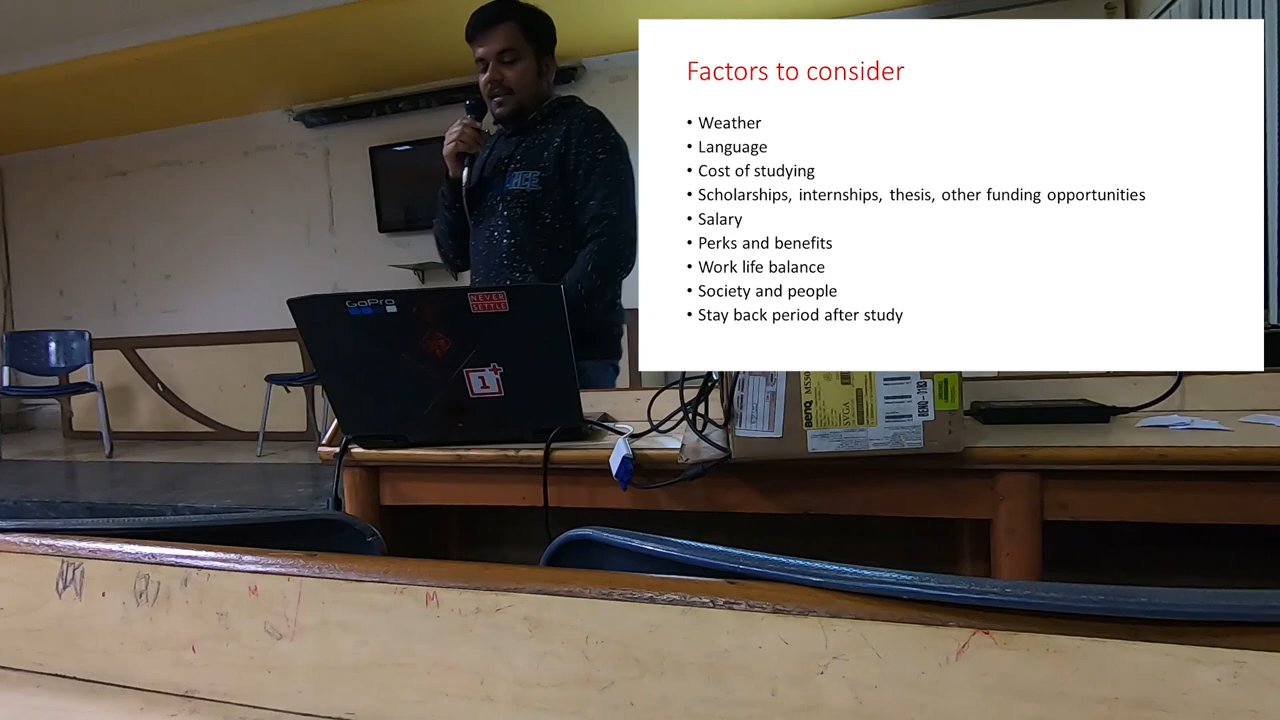 Factors to consider
• Weather
• Language
• Cost of studying
• Scholarships, internships, thesis, other funding opportunities
• Salary
• Perks and benefits
• Work life balance
• Society and people
• Stay back period after study
GoPro
NEVER
SETTLE
1+
BenQ
SVGA
M
M